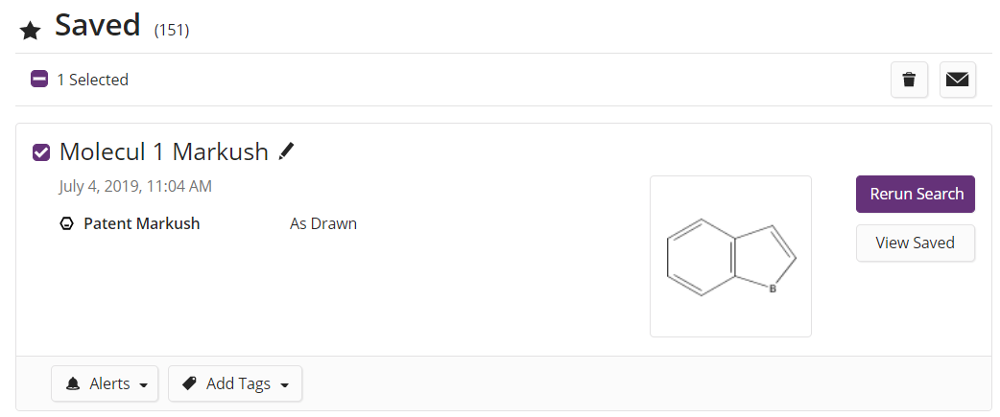 Saved (151)
1 Selected
Molecul 1 Markush
July 4, 2019, 11:04 AM
Patent Markush As Drawn
B
Rerun Search
View Saved
Alerts
Add Tags